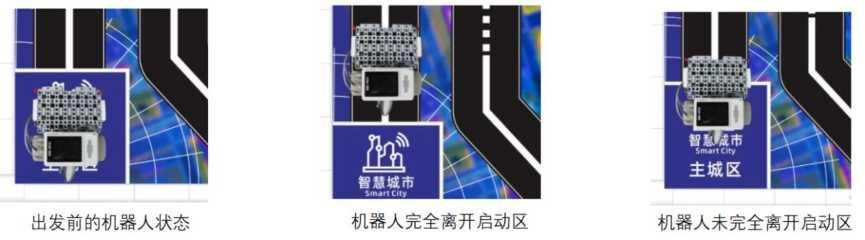 智慧城市
Smart City
智慧城市
Smart City
主城区
出发前的机器人状态
机器人完全离开启动区
机器人未完全离开启动区